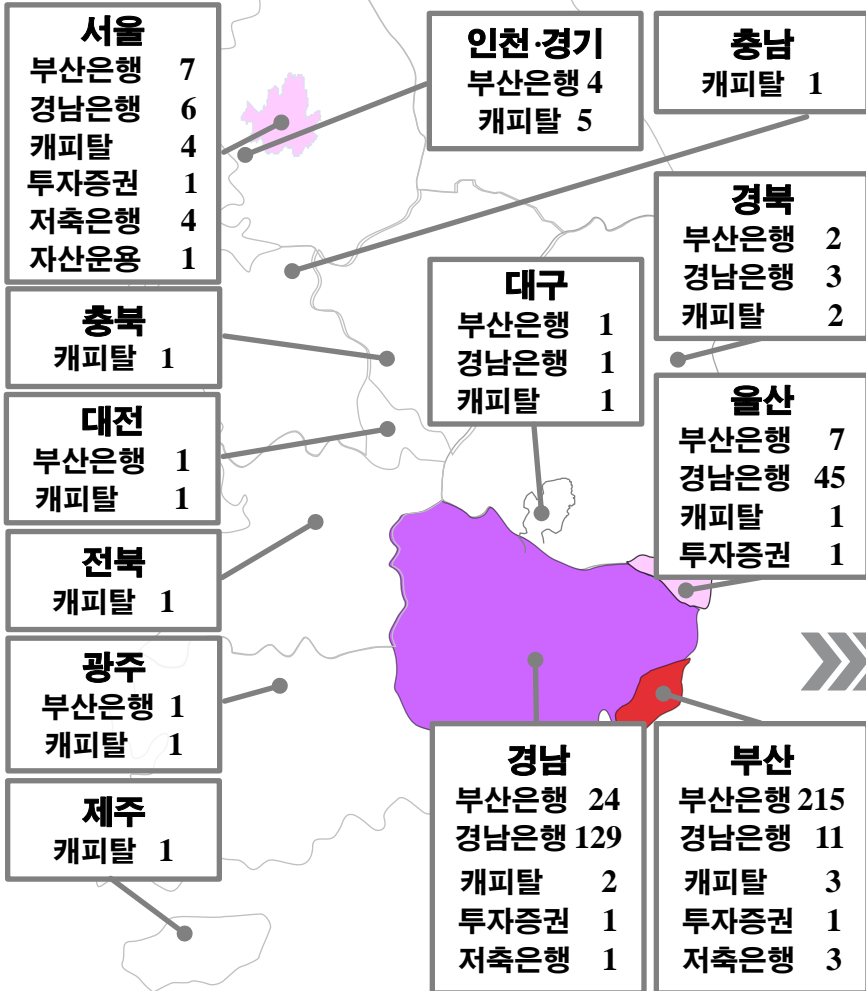 서울
부산은행 7
경남은행 6
캐피탈 4
투자증권 1
저축은행 4
자산운용 1
인천·경기
부산은행 4
캐피탈 5
충남
캐피탈 1
경북
부산은행 2
경남은행 3
캐피탈 2
대구
부산은행 1
경남은행 1
캐피탈 1
충북
캐피탈 1
울산
부산은행 7
경남은행 45
캐피탈 1
투자증권 1
대전
부산은행 1
캐피탈 1
전북
캐피탈 1
광주
부산은행 1
캐피탈 1
제주
캐피탈 1
경남
부산은행 24
경남은행 129
캐피탈 2
투자증권 1
저축은행 1
부산
부산은행 215
경남은행 11
캐피탈 3
투자증권 1
저축은행 3